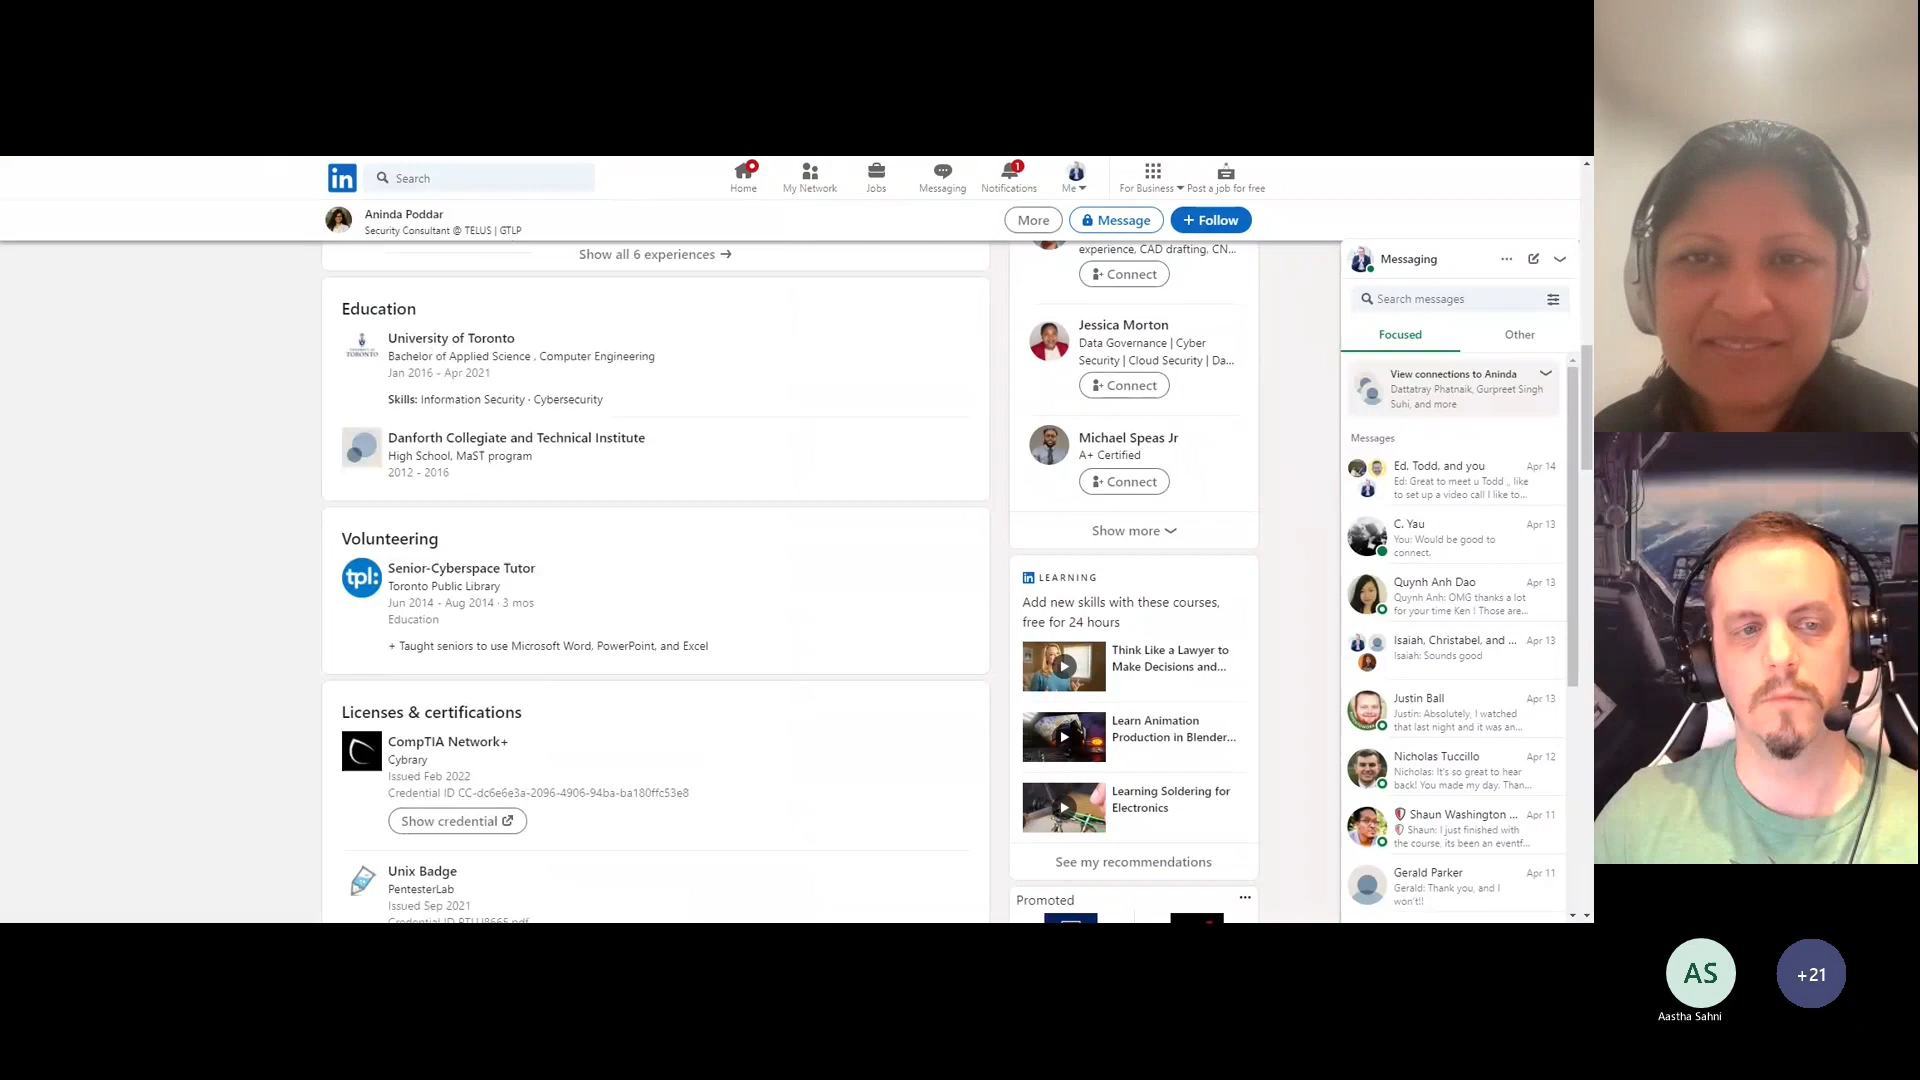 in
Search
Home
My Network
Jobs
Messaging
1
Notifications
Me
For Business
Post a job for free
Aninda Poddar
Security Consultant @ TELUS | GTLP
More
Message
+ Follow
Show all 6 experiences →
Education
UNIVERSITY OF
TORONTO
University of Toronto
Bachelor of Applied Science , Computer Engineering
Jan 2016 - Apr 2021
Skills: Information Security · Cybersecurity
Danforth Collegiate and Technical Institute
High School, MaST program
2012 - 2016
Volunteering
tpl:
Senior-Cyberspace Tutor
Toronto Public Library
Jun 2014 - Aug 2014 · 3 mos
Education
+ Taught seniors to use Microsoft Word, PowerPoint, and Excel
Licenses & certifications
CompTIA Network+
Cybrary
Issued Feb 2022
Credential ID CC-dc6e6e3a-2096-4906-94ba-ba180ffc53e8
Show credential
Unix Badge
PentesterLab
Issued Sep 2021
experience, CAD drafting, CN...
Connect
Jessica Morton
Data Governance | Cyber
Security | Cloud Security | Da...
Connect
Michael Speas Jr
A+ Certified
Connect
Show more
in LEARNING
Add new skills with these courses,
free for 24 hours
Think Like a Lawyer to
Make Decisions and...
Learn Animation
Production in Blender...
Learning Soldering for
Electronics
See my recommendations
Promoted
...
Messaging
...
Search messages
Focused
Other
View connections to Aninda
Dattatray Phatnaik, Gurpreet Singh
Suhi, and more
Messages
Ed, Todd, and you
Apr 14
Ed: Great to meet u Todd ,, like
to set up a video call I like to...
C. Yau
Apr 13
You: Would be good to
connect.
Quynh Anh Dao
Apr 13
Quynh Anh: OMG thanks a lot
for your time Ken ! Those are...
Isaiah, Christabel, and ...
Apr 13
Isaiah: Sounds good
Justin Ball
Apr 13
Justin: Absolutely, I watched
that last night and it was an...
Nicholas Tuccillo
Apr 12
Nicholas: It's so great to hear
back! You made my day. Than...
Shaun Washington ...
Apr 11
Shaun: I just finished with
the course, its been an eventf...
Gerald Parker
Apr 11
Gerald: Thank you, and I
won't!!
AS
Aastha Sahni
+21